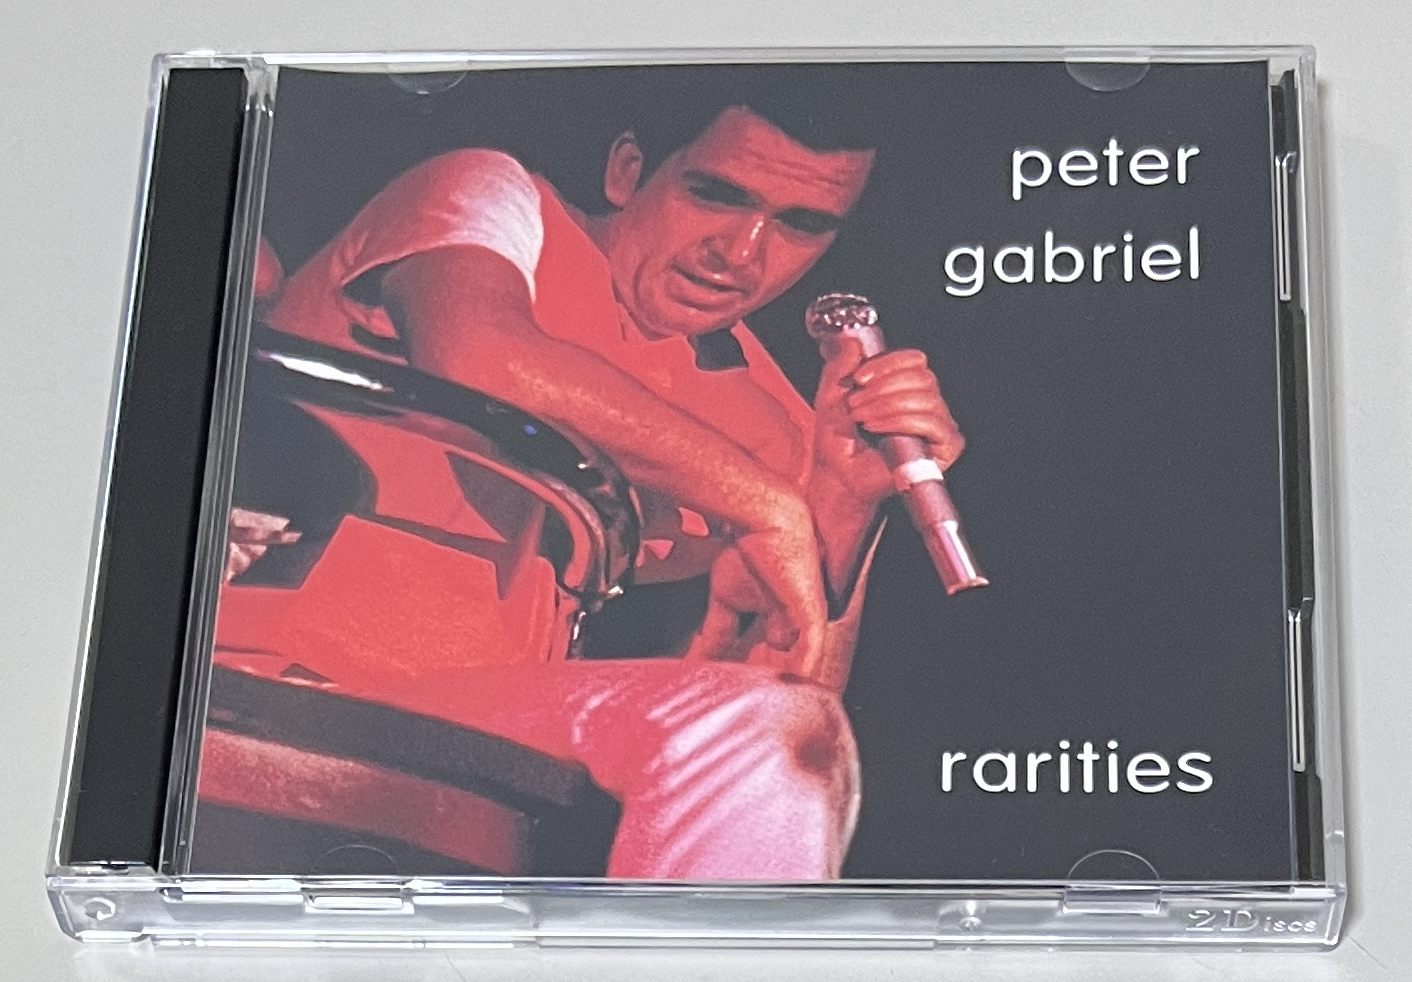 peter
gabriel
rarities
2Discs